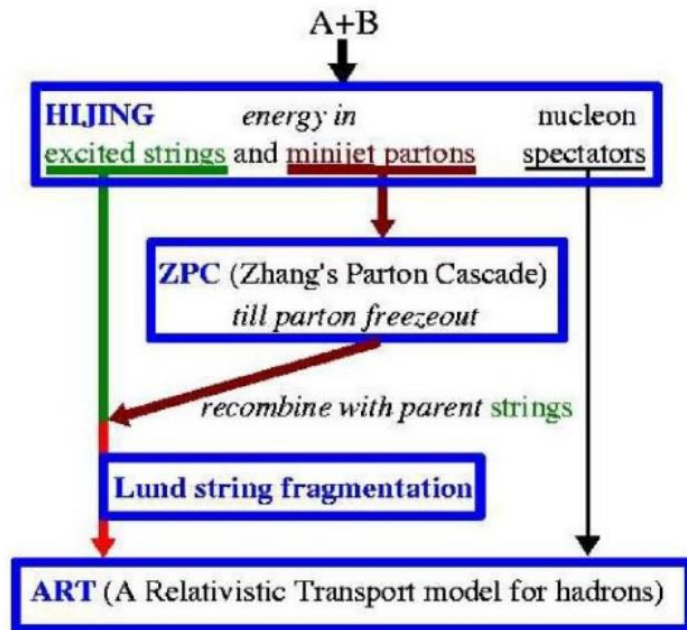 A+B
HIJING energy in nucleon
excited strings and minijet partons spectators
ZPC (Zhang's Parton Cascade)
till parton freezeout
recombine with parent strings
Lund string fragmentation
ART (A Relativistic Transport model for hadrons)